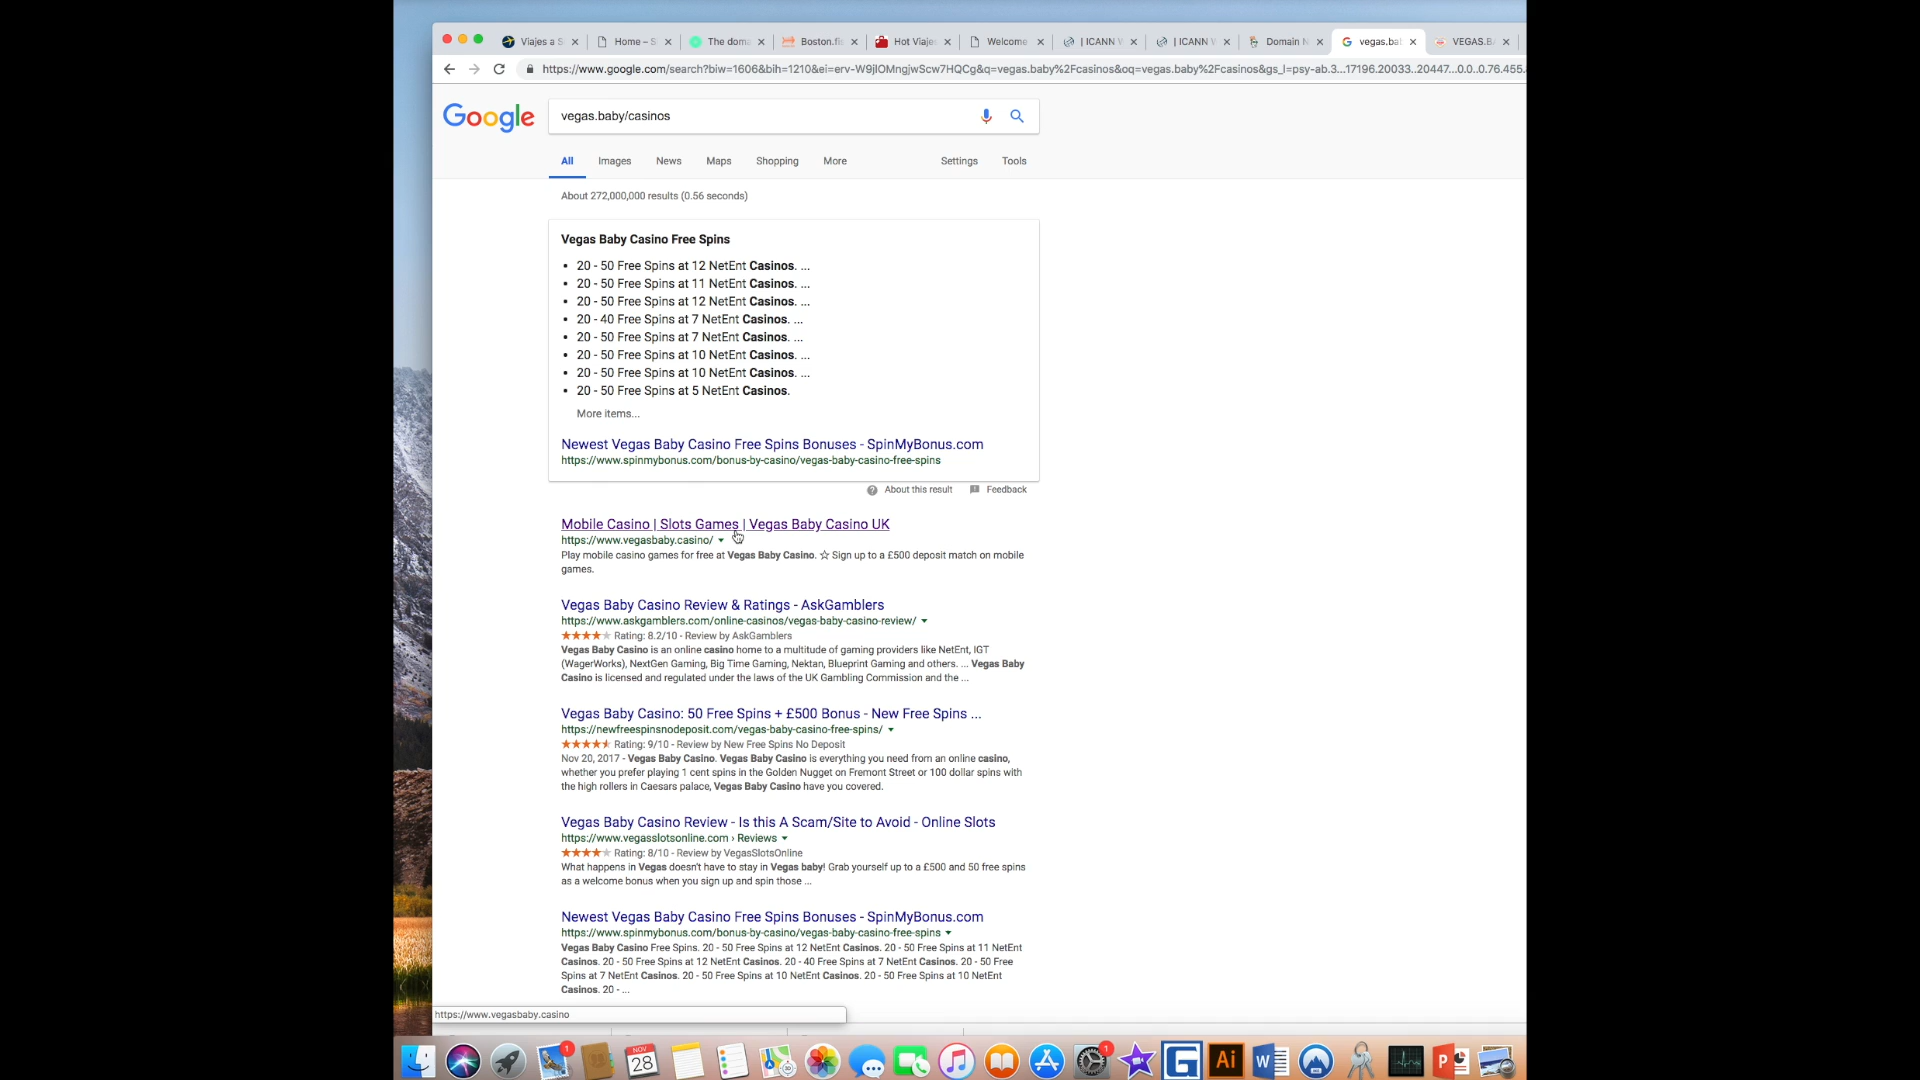 Viajes a S
Home – S
The doma
Boston.fi
Hot Viaje
Welcome
| ICANN V
| ICANN V
Domain N
vegas.bab
VEGAS.BA
https://www.google.com/search?biw=1606&bih=1210&ei=erv-W9jIOMngjwScw7HQCg&q=vegas.baby%2Fcasinos&oq=vegas.baby%2Fcasinos&gs_l=psy-ab.3...17196.20033..20447...0.0..0.76.455.
Google
vegas.baby/casinos
All Images News Maps Shopping More Settings Tools
About 272,000,000 results (0.56 seconds)
Vegas Baby Casino Free Spins
• 20 - 50 Free Spins at 12 NetEnt Casinos. ...
• 20 - 50 Free Spins at 11 NetEnt Casinos. ...
• 20 - 50 Free Spins at 12 NetEnt Casinos. ...
• 20 - 40 Free Spins at 7 NetEnt Casinos. ...
• 20 - 50 Free Spins at 7 NetEnt Casinos. ...
• 20 - 50 Free Spins at 10 NetEnt Casinos. ...
• 20 - 50 Free Spins at 10 NetEnt Casinos. ...
• 20 - 50 Free Spins at 5 NetEnt Casinos.
More items...
Newest Vegas Baby Casino Free Spins Bonuses - SpinMyBonus.com
https://www.spinmybonus.com/bonus-by-casino/vegas-baby-casino-free-spins
About this result Feedback
Mobile Casino | Slots Games | Vegas Baby Casino UK
https://www.vegasbaby.casino/
Play mobile casino games for free at Vegas Baby Casino. ☆ Sign up to a £500 deposit match on mobile
games.
Vegas Baby Casino Review & Ratings - AskGamblers
https://www.askgamblers.com/online-casinos/vegas-baby-casino-review/
Rating: 8.2/10 - Review by AskGamblers
Vegas Baby Casino is an online casino home to a multitude of gaming providers like NetEnt, IGT
(WagerWorks), NextGen Gaming, Big Time Gaming, Nektan, Blueprint Gaming and others. ... Vegas Baby
Casino is licensed and regulated under the laws of the UK Gambling Commission and the ...
Vegas Baby Casino: 50 Free Spins + £500 Bonus - New Free Spins ...
https://newfreespinsnodeposit.com/vegas-baby-casino-free-spins/
Rating: 9/10 - Review by New Free Spins No Deposit
Nov 20, 2017 - Vegas Baby Casino. Vegas Baby Casino is everything you need from an online casino,
whether you prefer playing 1 cent spins in the Golden Nugget on Fremont Street or 100 dollar spins with
the high rollers in Caesars palace, Vegas Baby Casino have you covered.
Vegas Baby Casino Review - Is this A Scam/Site to Avoid - Online Slots
https://www.vegasslotsonline.com › Reviews
Rating: 8/10 - Review by VegasSlotsOnline
What happens in Vegas doesn't have to stay in Vegas baby! Grab yourself up to a £500 and 50 free spins
as a welcome bonus when you sign up and spin those ...
Newest Vegas Baby Casino Free Spins Bonuses - SpinMyBonus.com
https://www.spinmybonus.com/bonus-by-casino/vegas-baby-casino-free-spins
Vegas Baby Casino Free Spins. 20 - 50 Free Spins at 12 NetEnt Casinos. 20 - 50 Free Spins at 11 NetEnt
Casinos. 20 - 50 Free Spins at 12 NetEnt Casinos. 20 - 40 Free Spins at 7 NetEnt Casinos. 20 - 50 Free
Spins at 7 NetEnt Casinos. 20 - 50 Free Spins at 10 NetEnt Casinos. 20 - 50 Free Spins at 10 NetEnt
Casinos. 20 - ...
https://www.vegasbaby.casino
1
NOV
28
1
G
Ai
W
P